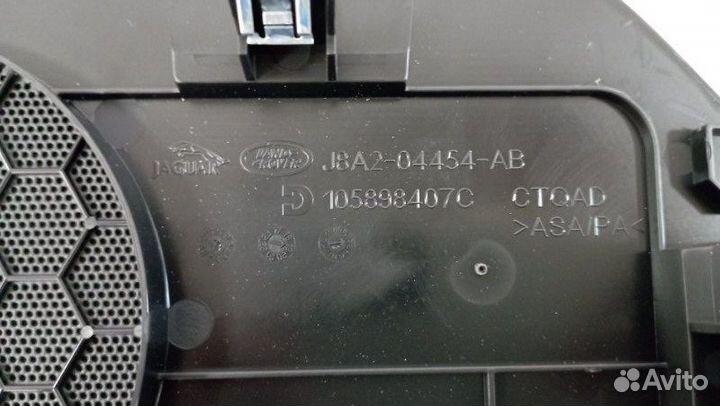 JAGUAR LAND ROVER J8A2-04454-AB
D 105898407C CTQAD
>ASA/PA<
Avito